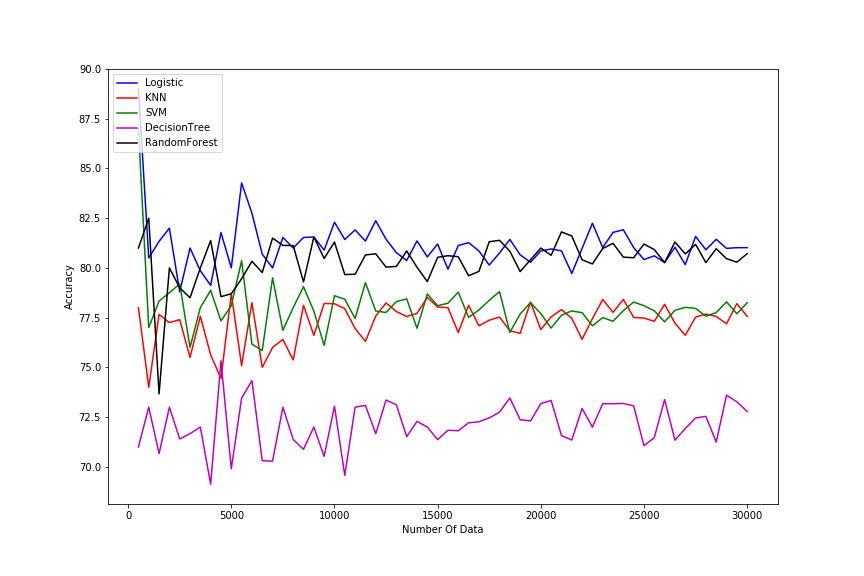 90.0
87.5
85.0
82.5
80.0
77.5
75.0
72.5
70.0
Accuracy
Logistic
KNN
SVM
DecisionTree
RandomForest
0 5000 10000 15000 20000 25000 30000
Number Of Data